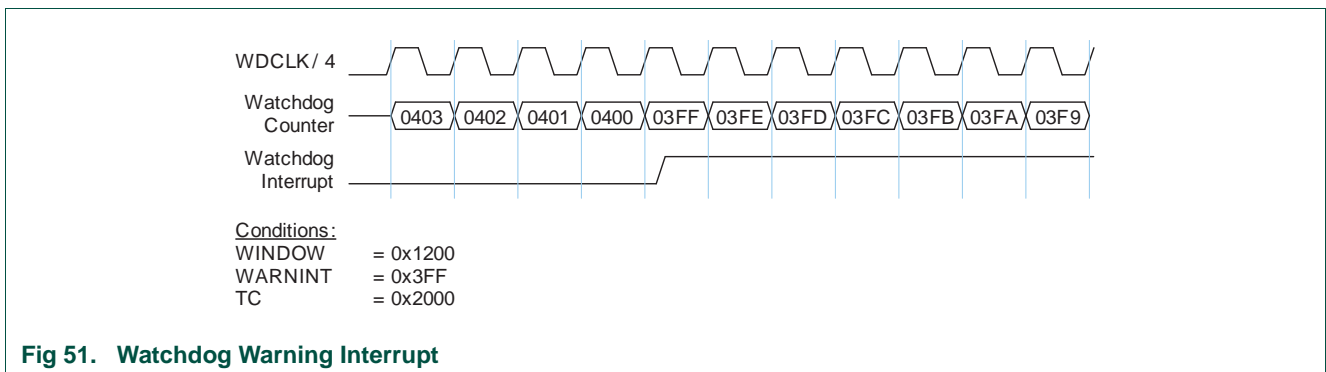 WDCLK / 4
Watchdog
Counter
0403 0402 0401 0400 03FF 03FE 03FD 03FC 03FB 03FA 03F9
Watchdog
Interrupt
Conditions:
WINDOW = 0x1200
WARNINT = 0x3FF
TC = 0x2000
Fig 51. Watchdog Warning Interrupt